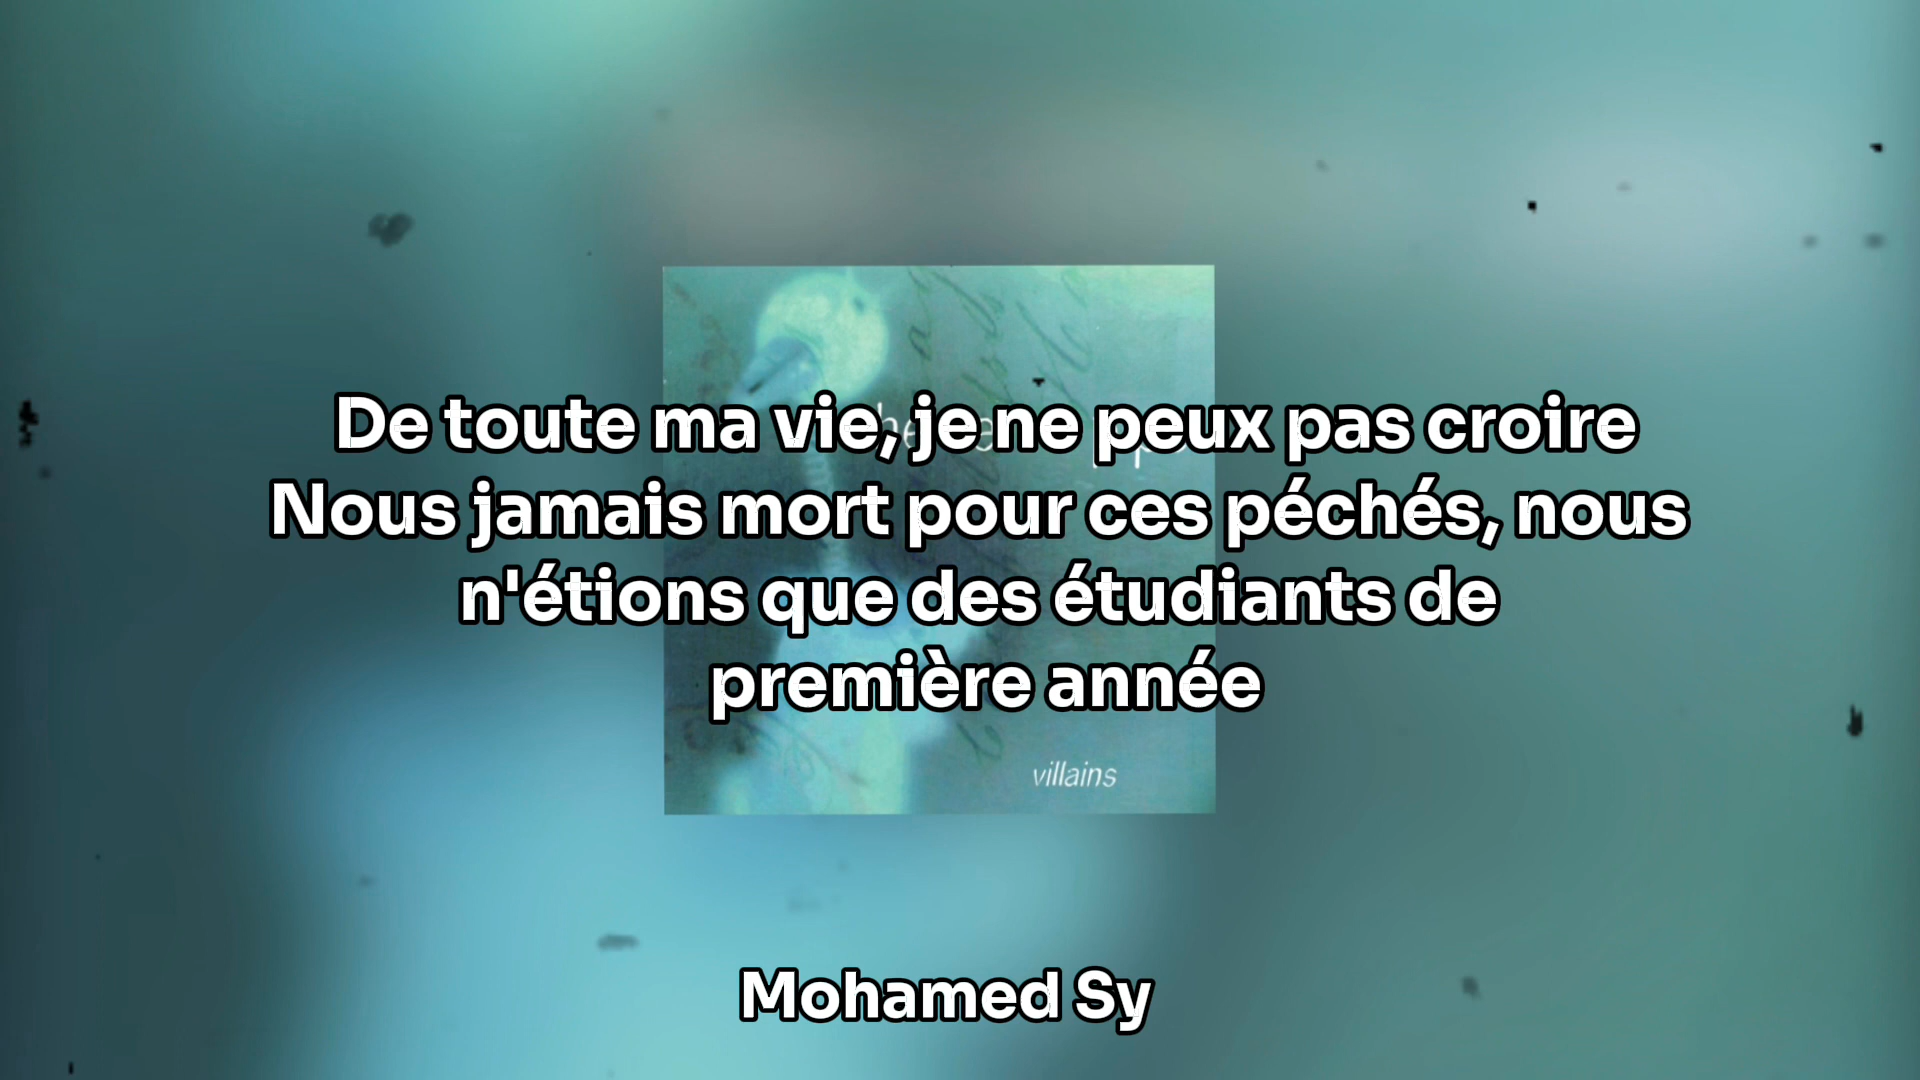 De toute ma vie, je ne peux pas croire
Nous jamais mort pour ces péchés, nous
n'étions que des étudiants de
première année
villains
Mohamed Sy